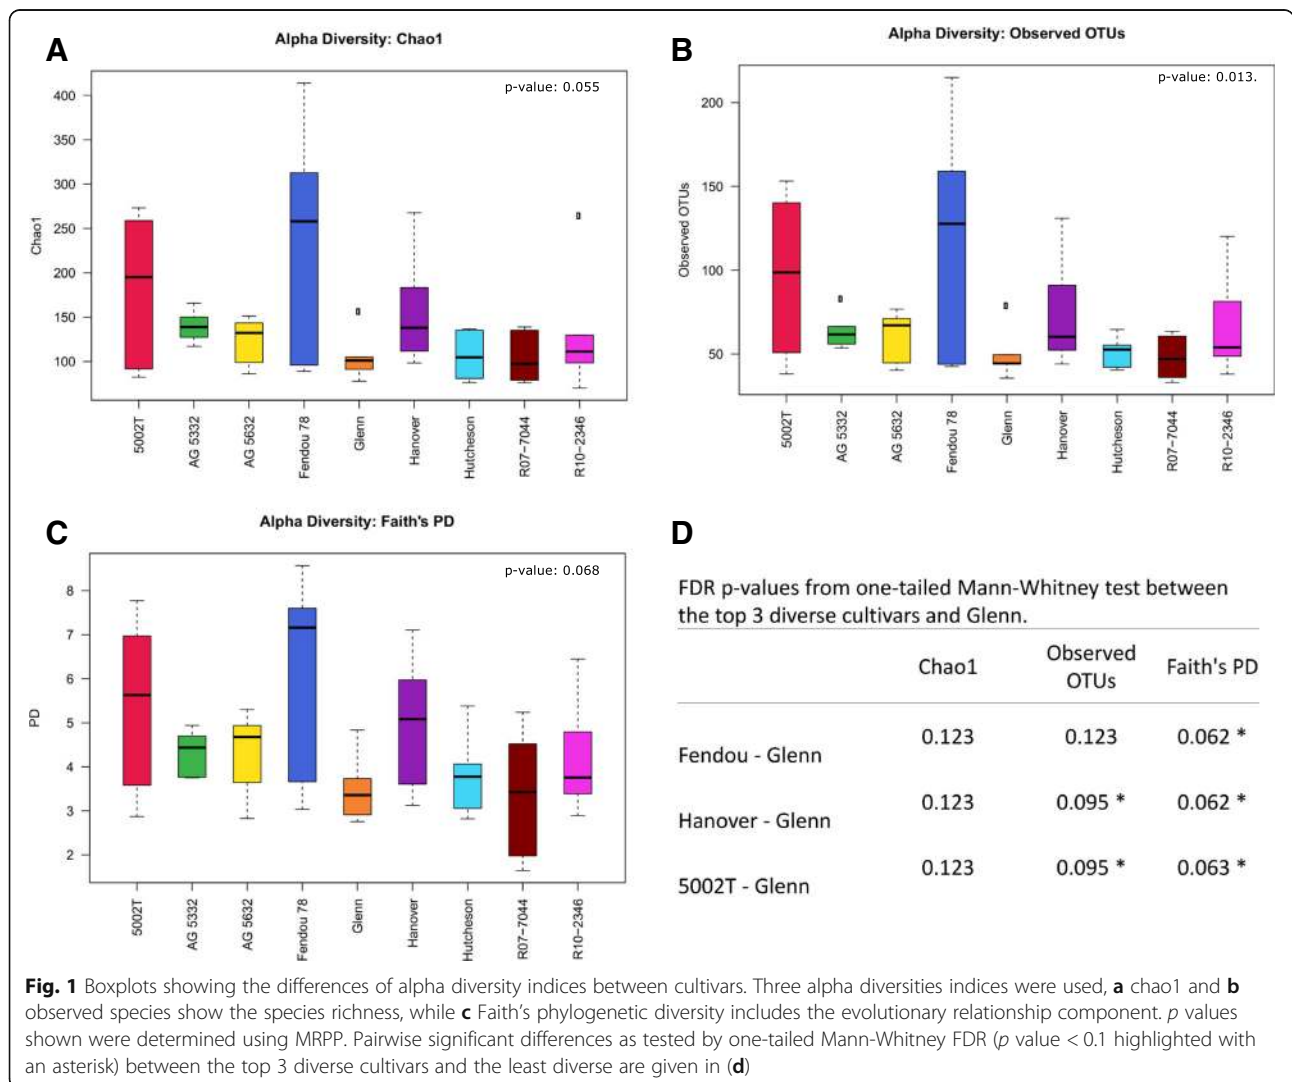 A
Alpha Diversity: Chao1
p-value: 0.055
Chao1
400
350
300
250
200
150
100
5002T
AG 5332
AG 5632
Fendou 78
Glenn
Hanover
Hutcheson
R07-7044
R10-2346
B
Alpha Diversity: Observed OTUs
p-value: 0.013.
Observed OTUs
200
150
100
50
5002T
AG 5332
AG 5632
Fendou 78
Glenn
Hanover
Hutcheson
R07-7044
R10-2346
C
Alpha Diversity: Faith's PD
p-value: 0.068
PD
8
7
6
5
4
3
2
5002T
AG 5332
AG 5632
Fendou 78
Glenn
Hanover
Hutcheson
R07-7044
R10-2346
D
FDR p-values from one-tailed Mann-Whitney test between
the top 3 diverse cultivars and Glenn.
Chao1 Observed OTUs Faith's PD
Fendou - Glenn 0.123 0.123 0.062 *
Hanover - Glenn 0.123 0.095 * 0.062 *
5002T - Glenn 0.123 0.095 * 0.063 *
Fig. 1 Boxplots showing the differences of alpha diversity indices between cultivars. Three alpha diversities indices were used, a chao1 and b
observed species show the species richness, while c Faith's phylogenetic diversity includes the evolutionary relationship component. p values
shown were determined using MRPP. Pairwise significant differences as tested by one-tailed Mann-Whitney FDR (p value < 0.1 highlighted with
an asterisk) between the top 3 diverse cultivars and the least diverse are given in (d)